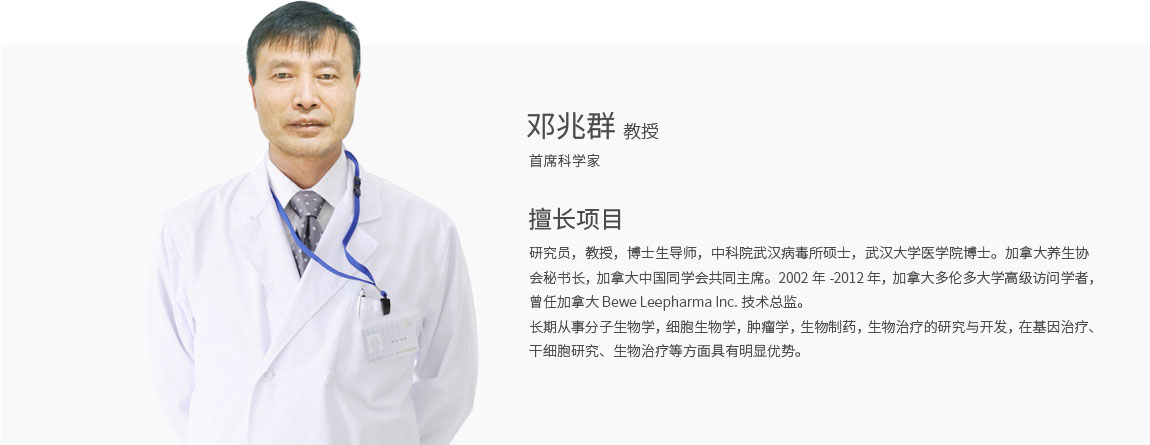 邓兆群 教授
首席科学家
擅长项目
研究员，教授，博士生导师，中科院武汉病毒所硕士，武汉大学医学院博士。加拿大养生协
会秘书长，加拿大中国同学会共同主席。2002 年 -2012 年，加拿大多伦多大学高级访问学者，
曾任加拿大 Bewe Leepharma Inc. 技术总监。
长期从事分子生物学，细胞生物学，肿瘤学，生物制药，生物治疗的研究与开发，在基因治疗、
干细胞研究、生物治疗等方面具有明显优势。